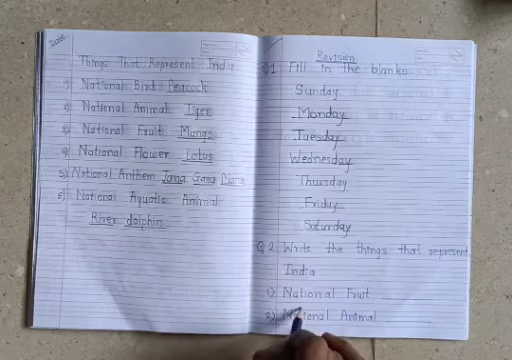 Date
Things That Represent Ind:
1) National Bird Peacock
2) National Animal Tiger
3) National Fruit Mango
4) National Flower Lotus
5) National Anthem Jana Gana Mana
6) National Aquatic Animal
River dolphin
Revision
Q1 Fill in The blanks.
Sunday
Monday
Tuesday
Wednesday
Thursday
Friday
Saturday
Q2 Write the things that represent
India
1) National Fruit
2) National Animal